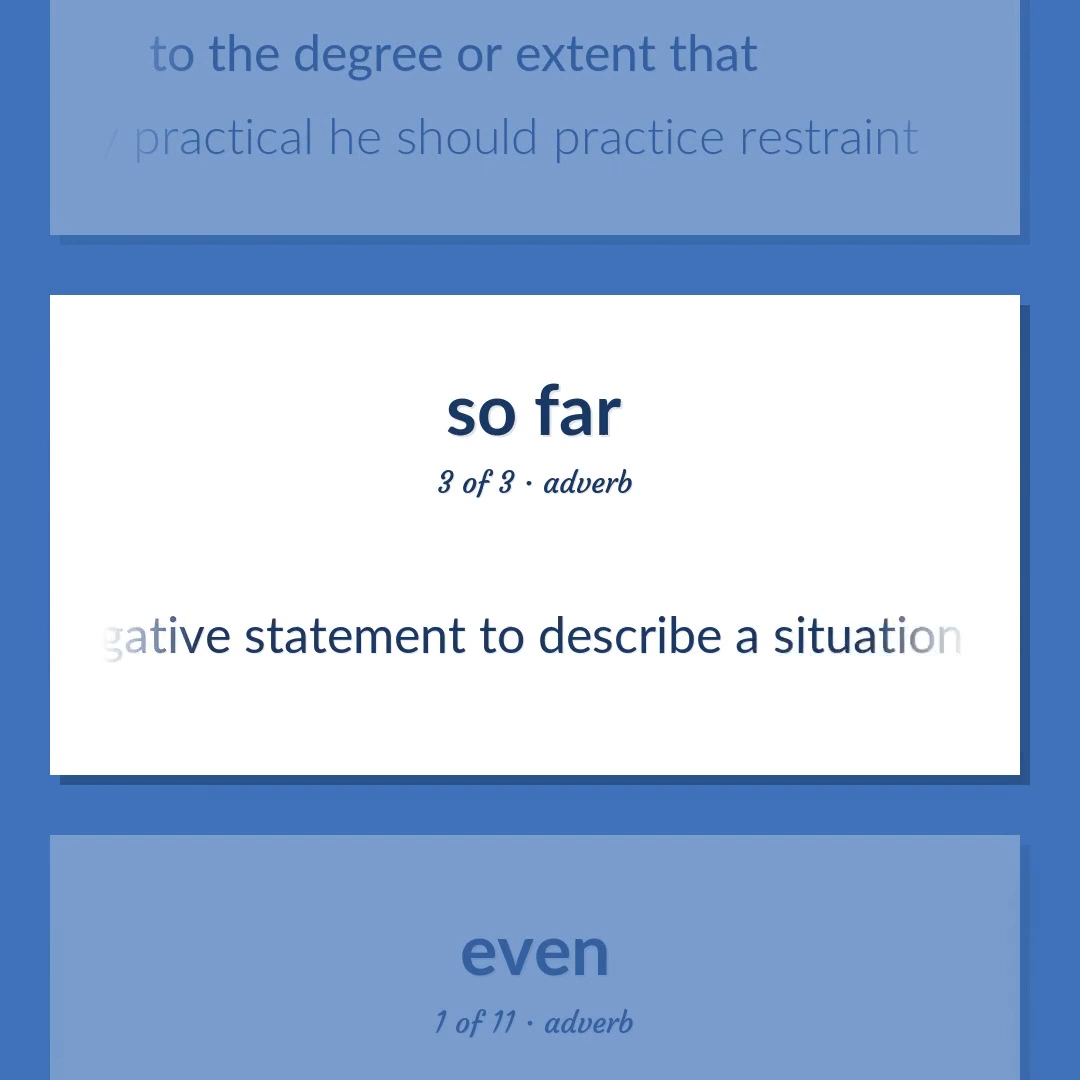 to the degree or extent that
practical he should practice restraint
so far
3 of 3 · adverb
gative statement to describe a situation
even
1 of 11 · adverb